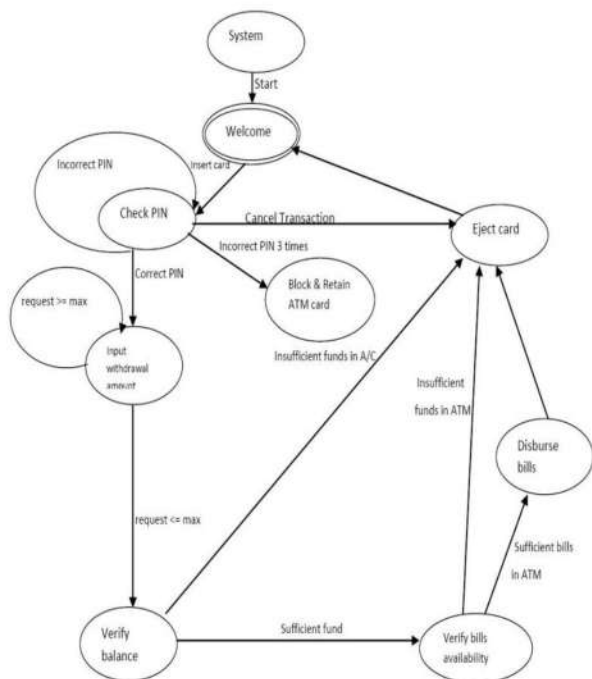 System
Start
Welcome
Insert card
Incorrect PIN
Check PIN
Cancel Transaction
Eject card
Incorrect PIN 3 times
Correct PIN
Block & Retain
ATM card
request >= max
Input
withdrawal
amount
Insufficient funds in A/C
Insufficient
funds in ATM
Disburse
bills
request <= max
Sufficient bills
in ATM
Verify
balance
Sufficient fund
Verify bills
availability